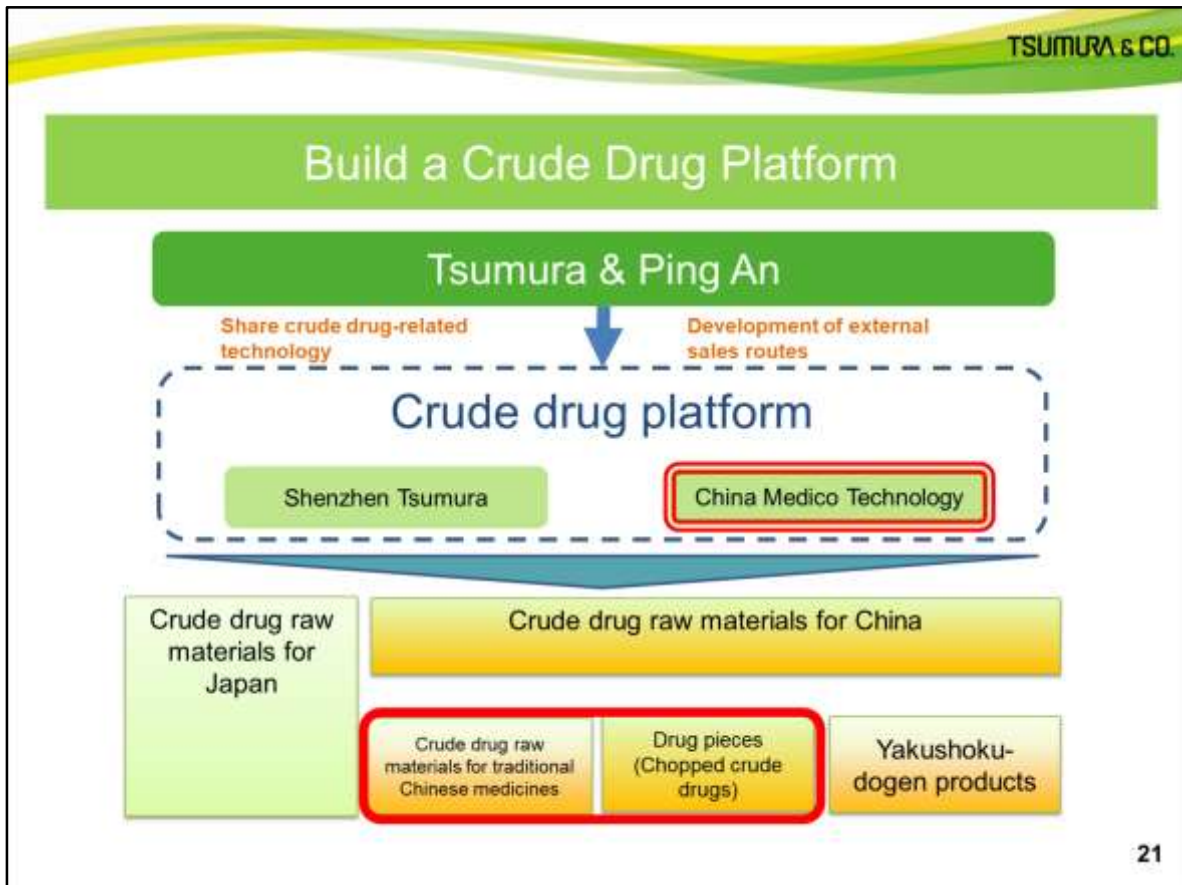 TSUMURA & CO.
Build a Crude Drug Platform
Tsumura & Ping An
Share crude drug-related
technology
Development of external
sales routes
Crude drug platform
Shenzhen Tsumura
China Medico Technology
Crude drug raw
materials for
Japan
Crude drug raw materials for China
Crude drug raw
materials for traditional
Chinese medicines
Drug pieces
(Chopped crude
drugs)
Yakushoku-
dogen products
21